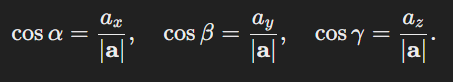 cos α = a_x/|a|, cos β = a_y/|a|, cos γ = a_z/|a|.